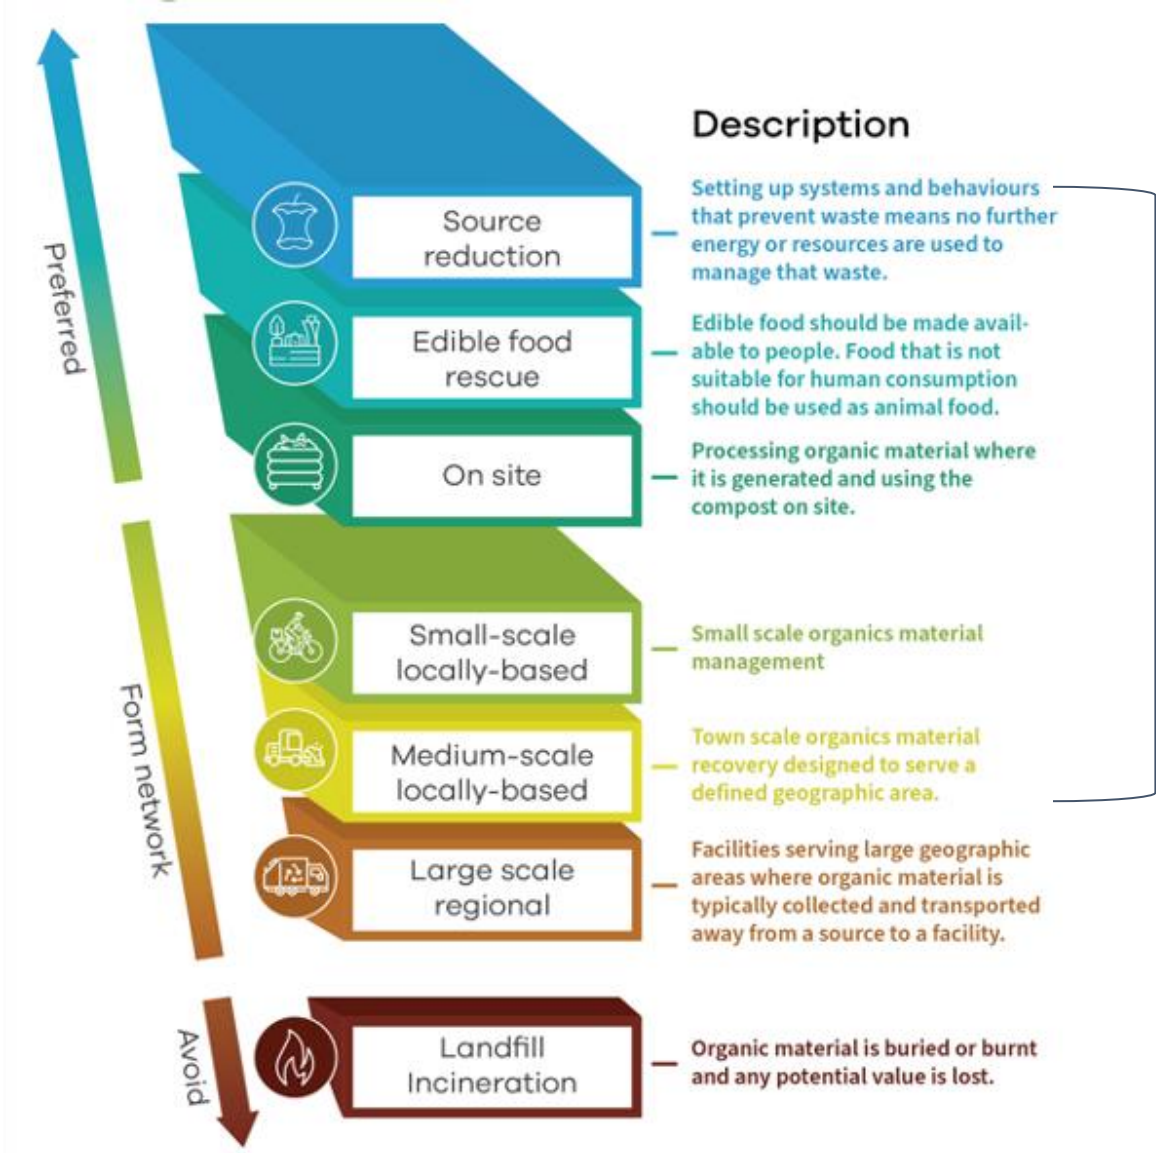 Description
Preferred
Source
reduction
Setting up systems and behaviours
that prevent waste means no further
energy or resources are used to
manage that waste.
Edible food
rescue
Edible food should be made avail-
able to people. Food that is not
suitable for human consumption
should be used as animal food.
On site
Processing organic material where
it is generated and using the
compost on site.
Form network
Small-scale
locally-based
Small scale organics material
management
Medium-scale
locally-based
Town scale organics material
recovery designed to serve a
defined geographic area.
Large scale
regional
Facilities serving large geographic
areas where organic material is
typically collected and transported
away from a source to a facility.
Avoid
Landfill
Incineration
Organic material is buried or burnt
and any potential value is lost.